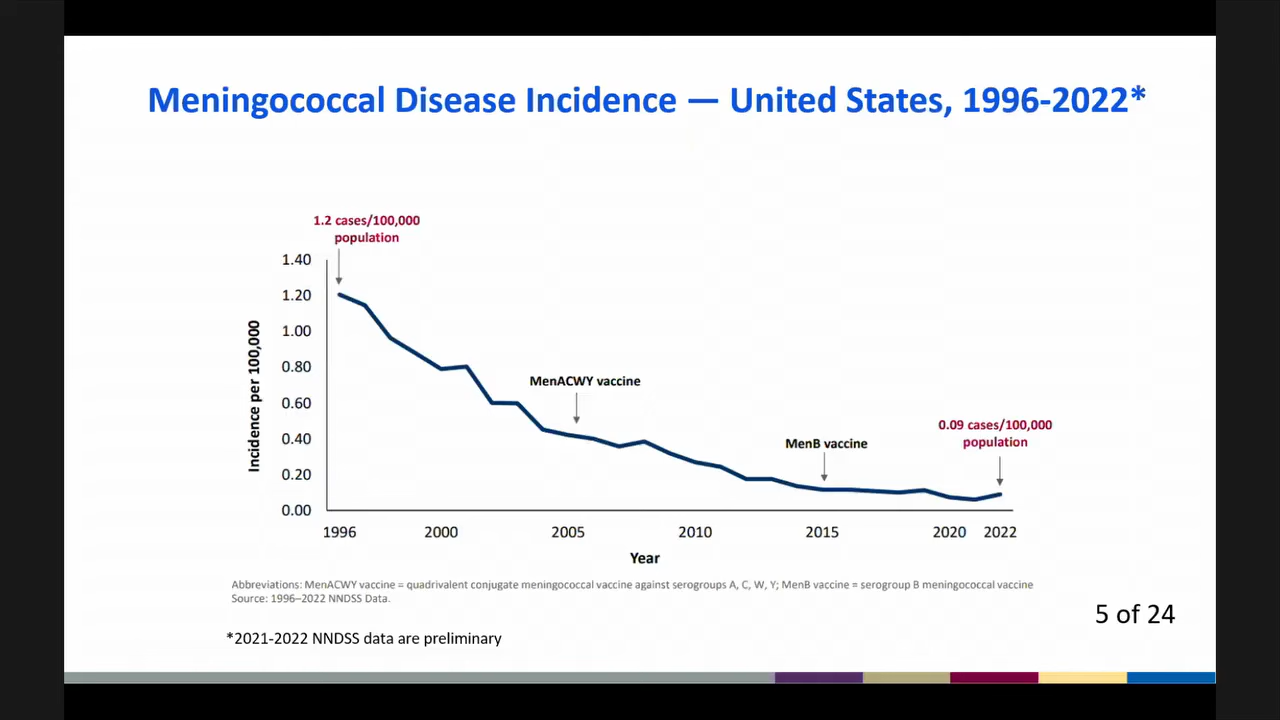 Meningococcal Disease Incidence — United States, 1996-2022*
1.2 cases/100,000
population
1.40
1.20
1.00
0.80
0.60
0.40
0.20
0.00
Incidence per 100,000
MenACWY vaccine
MenB vaccine
0.09 cases/100,000
population
1996 2000 2005 2010 2015 2020 2022
Year
Abbreviations: MenACWY vaccine = quadrivalent conjugate meningococcal vaccine against serogroups A, C, W, Y; MenB vaccine = serogroup B meningococcal vaccine
Source: 1996–2022 NNDSS Data.
5 of 24
*2021-2022 NNDSS data are preliminary